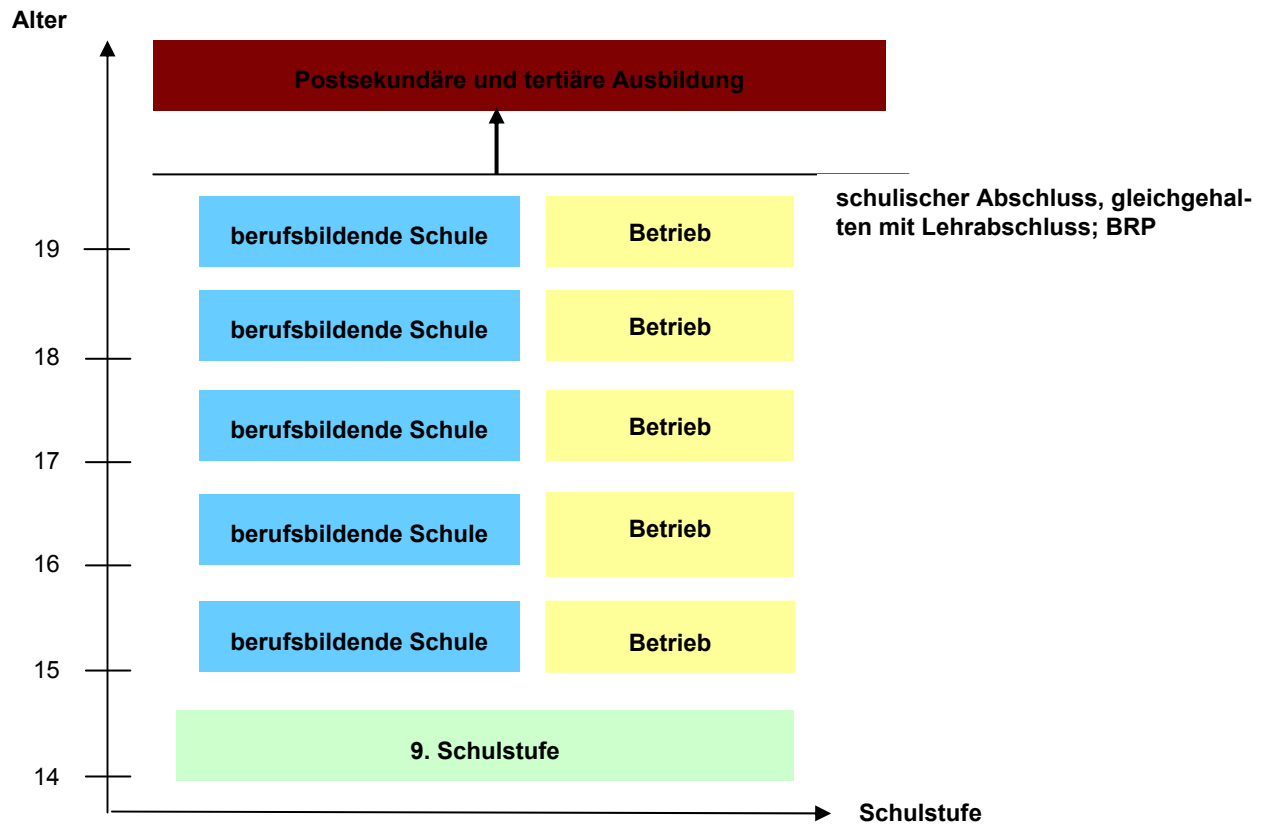 Alter
Postsekundäre und tertiäre Ausbildung
schulischer Abschluss, gleichgehal-
ten mit Lehrabschluss; BRP
19
berufsbildende Schule
Betrieb
18
berufsbildende Schule
Betrieb
17
berufsbildende Schule
Betrieb
16
berufsbildende Schule
Betrieb
15
berufsbildende Schule
Betrieb
14
9. Schulstufe
Schulstufe